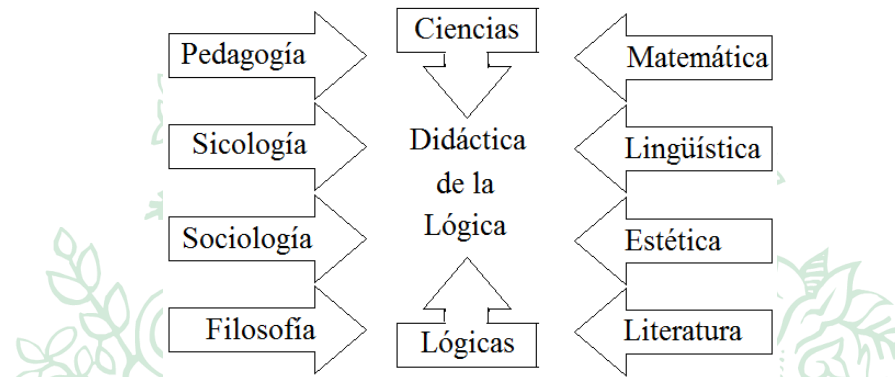 Pedagogía
Ciencias
Matemática
Sicología
Didáctica
de la
Lógica
Lingüística
Sociología
Estética
Filosofía
Lógicas
Literatura